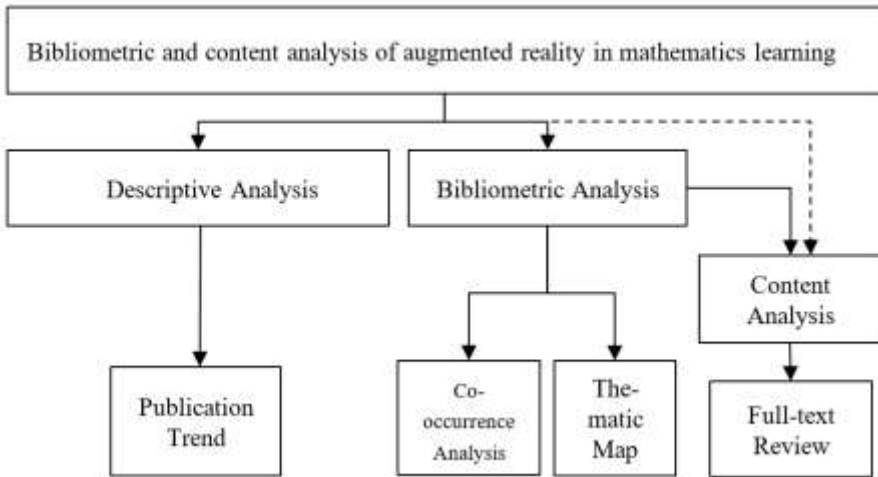 Bibliometric and content analysis of augmented reality in mathematics learning
Descriptive Analysis
Bibliometric Analysis
Content
Analysis
Publication
Trend
Co-
occurrence
Analysis
The-
matic
Map
Full-text
Review